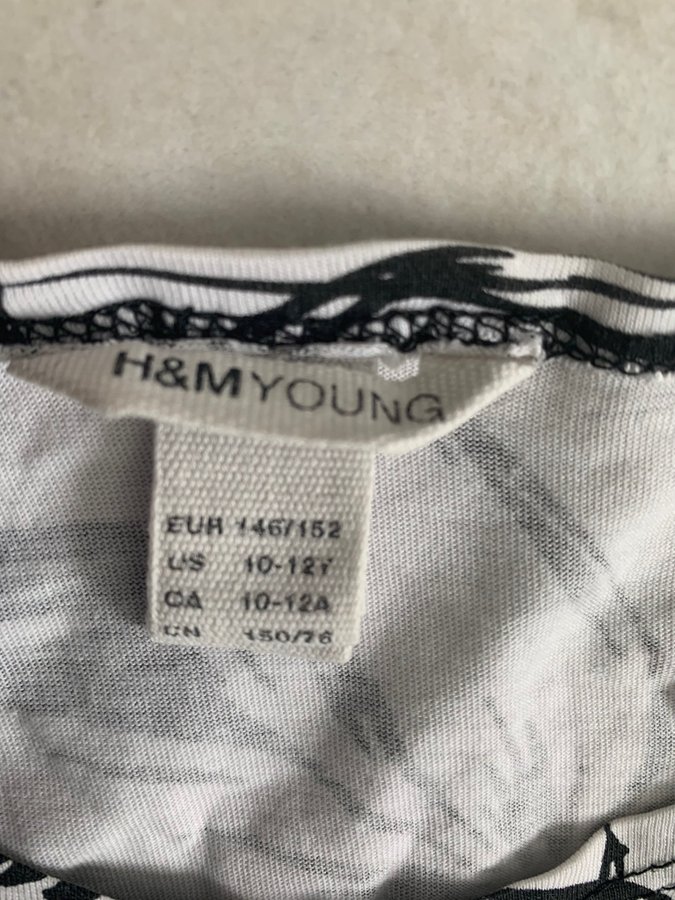 H&M YOUNG
EUR 146/152
US 10-12Y
CA 10-12A
CN 150/76